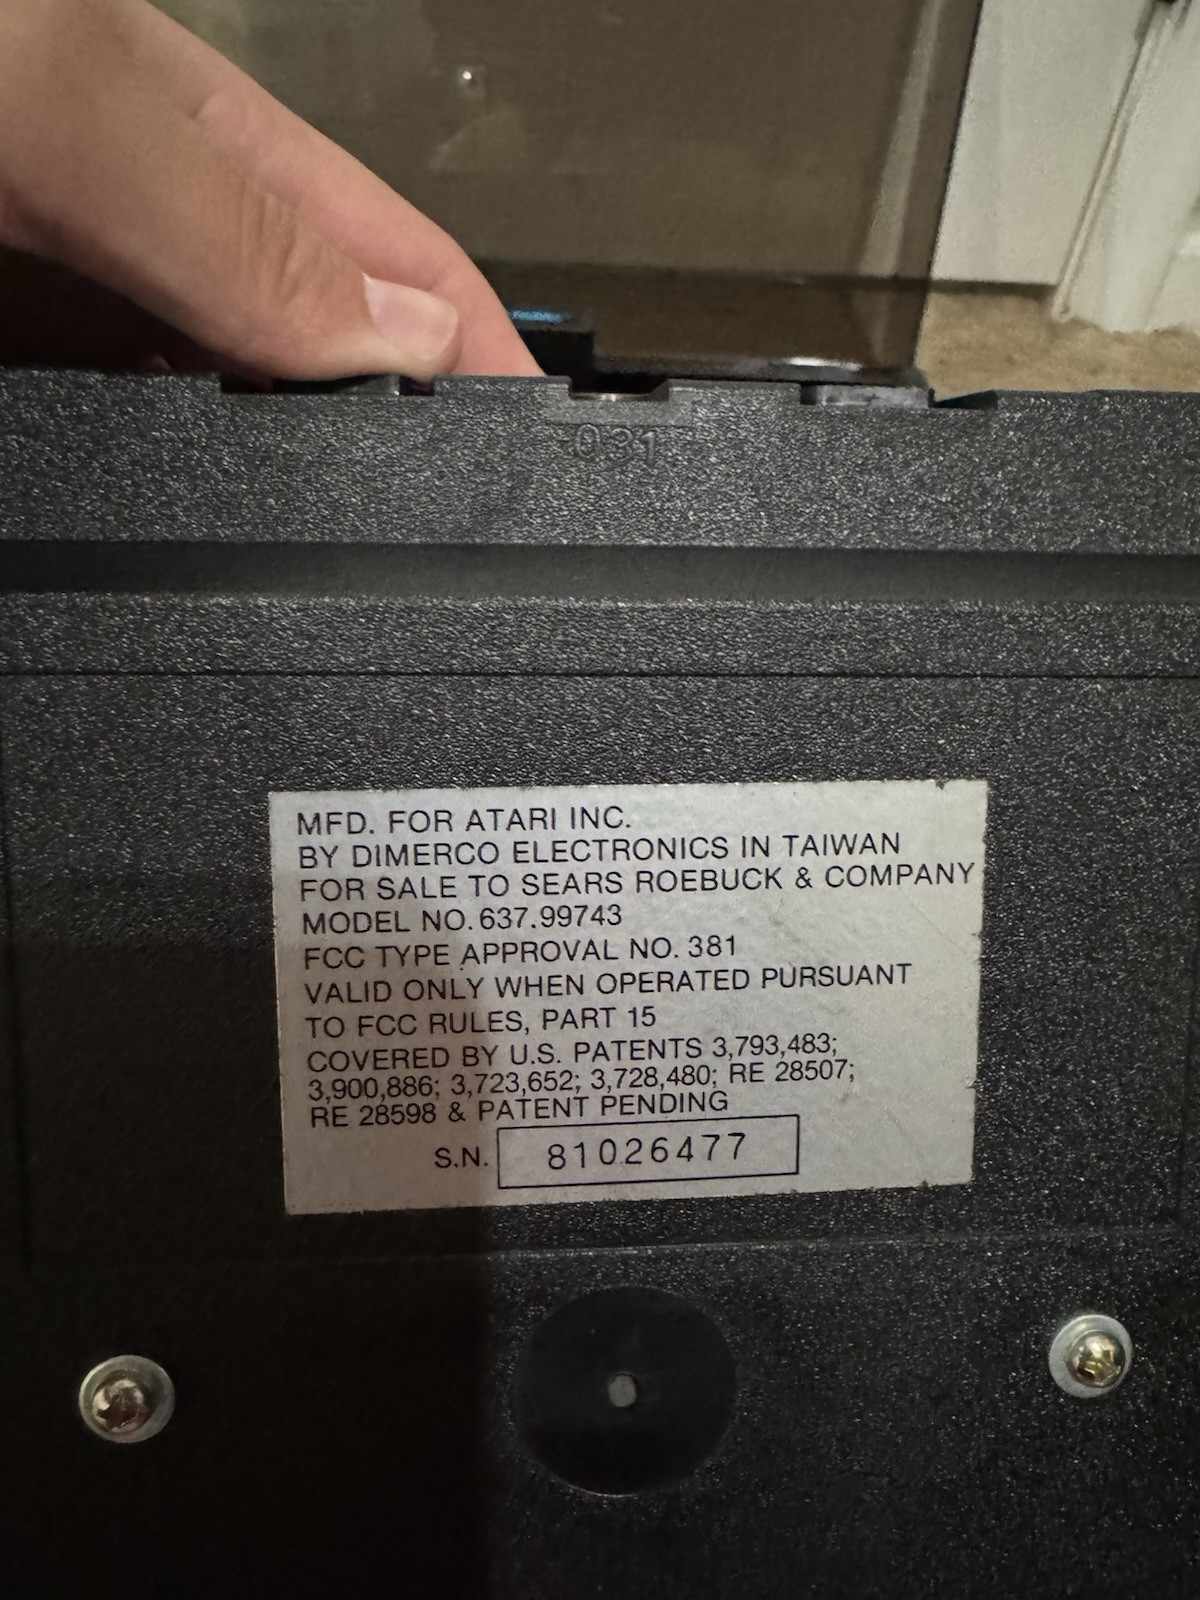 031
MFD. FOR ATARI INC.
BY DIMERCO ELECTRONICS IN TAIWAN
FOR SALE TO SEARS ROEBUCK & COMPANY
MODEL NO. 637.99743
FCC TYPE APPROVAL NO. 381
VALID ONLY WHEN OPERATED PURSUANT
TO FCC RULES, PART 15
COVERED BY U.S. PATENTS 3,793,483;
3,900,886; 3,723,652; 3,728,480; RE 28507;
RE 28598 & PATENT PENDING
S.N. 81026477